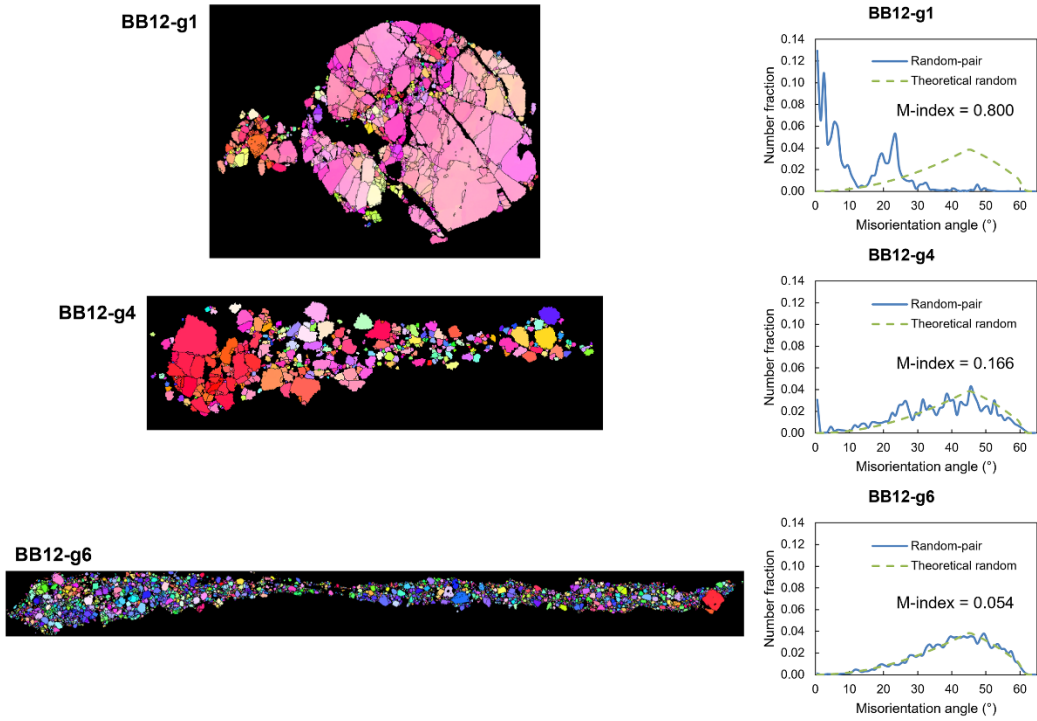 BB12-g1
BB12-g1
0.14
0.12
0.10
0.08
0.06
0.04
0.02
0.00
Number fraction
Random-pair
Theoretical random
M-index = 0.800
0 10 20 30 40 50 60
Misorientation angle (°)
BB12-g4
BB12-g4
0.14
0.12
0.10
0.08
0.06
0.04
0.02
0.00
Number fraction
Random-pair
Theoretical random
M-index = 0.166
0 10 20 30 40 50 60
Misorientation angle (°)
BB12-g6
BB12-g6
0.14
0.12
0.10
0.08
0.06
0.04
0.02
0.00
Number fraction
Random-pair
Theoretical random
M-index = 0.054
0 10 20 30 40 50 60
Misorientation angle (°)